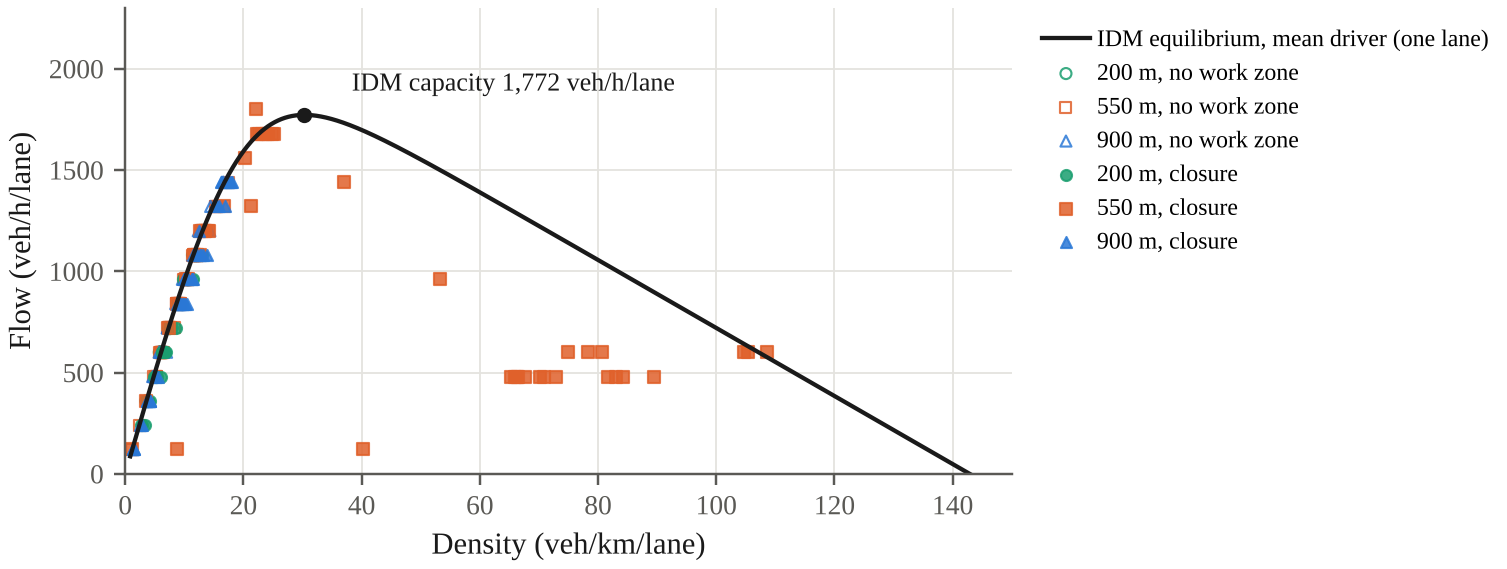 IDM equilibrium, mean driver (one lane)
200 m, no work zone
550 m, no work zone
900 m, no work zone
200 m, closure
550 m, closure
900 m, closure
IDM capacity 1,772 veh/h/lane
Flow (veh/h/lane)
2000
1500
1000
500
0
0 20 40 60 80 100 120 140
Density (veh/km/lane)